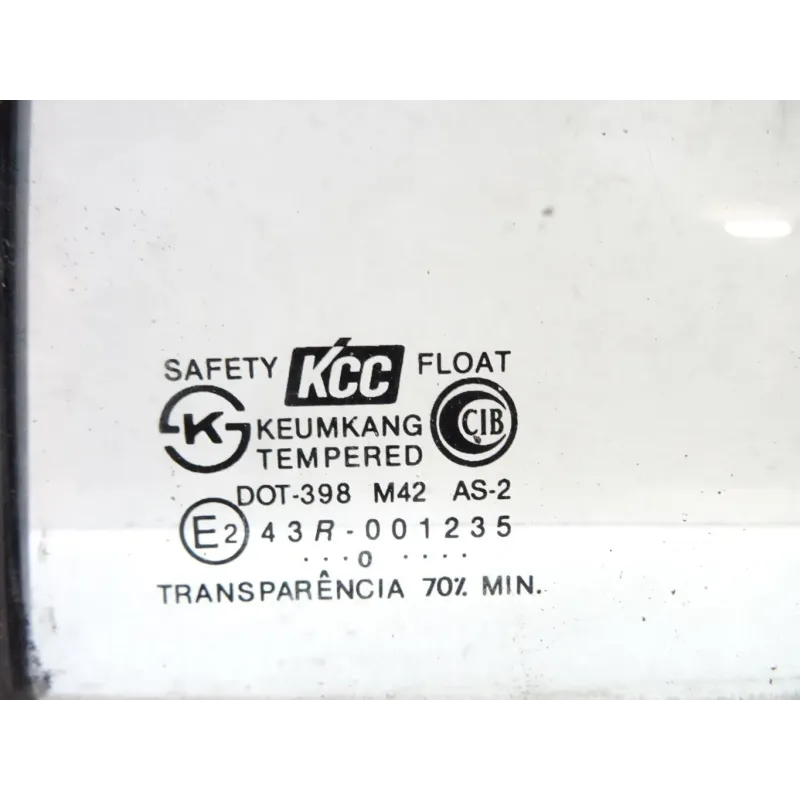 SAFETY KCC FLOAT
K KEUMKANG CIB
TEMPERED
DOT-398 M42 AS-2
E2 43R-001235
...0 ....
TRANSPARÊNCIA 70% MIN.